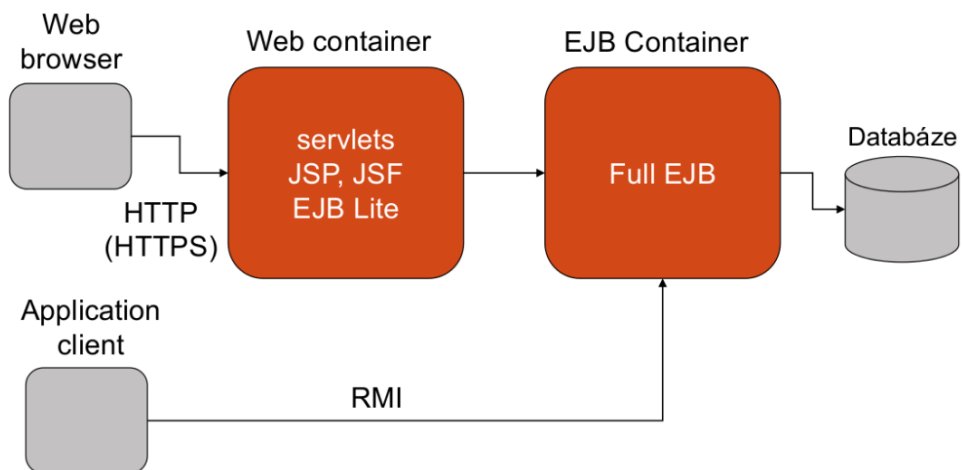 Web
browser
Web container
EJB Container
servlets
JSP, JSF
EJB Lite
Full EJB
Databáze
HTTP
(HTTPS)
Application
client
RMI